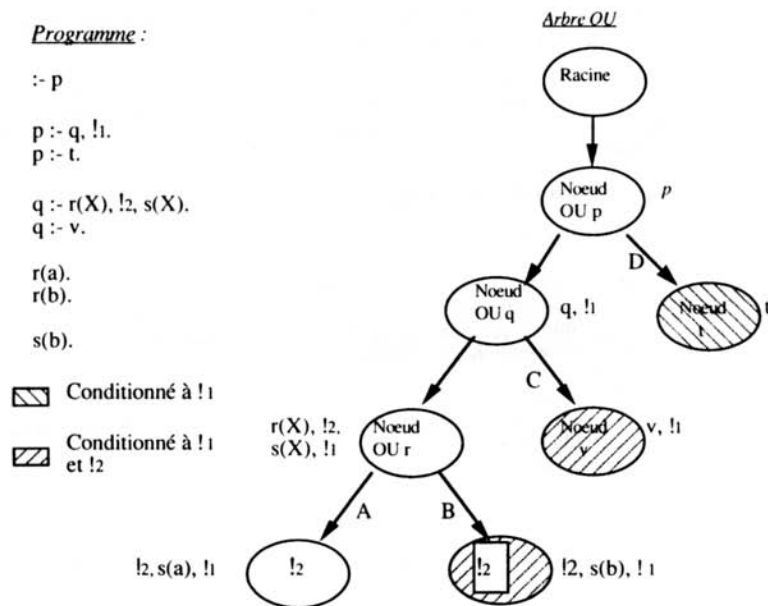 Programme :
:- p
p :- q, !1.
p :- t.
q :- r(X), !2, s(X).
q :- v.
r(a).
r(b).
s(b).
Conditionné à !1
Conditionné à !1
et !2
Arbre OU
Racine
Noeud
OU p
p
D
Noeud
OU q
q, !1
Noeud
t
t
C
r(X), !2,
s(X), !1
Noeud
OU r
Noeud
v
v, !1
A
B
!2, s(a), !1
!2
!2
!2, s(b), !1